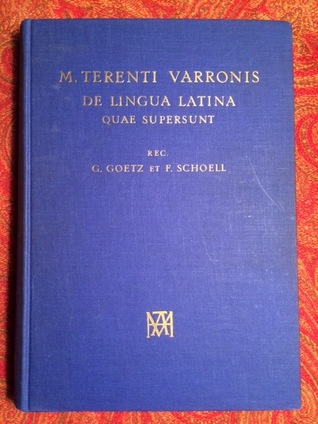 M. TERENTI VARRONIS
DE LINGUA LATINA
QUAE SUPERSUNT
REC.
G. GOETZ ET F. SCHOELL